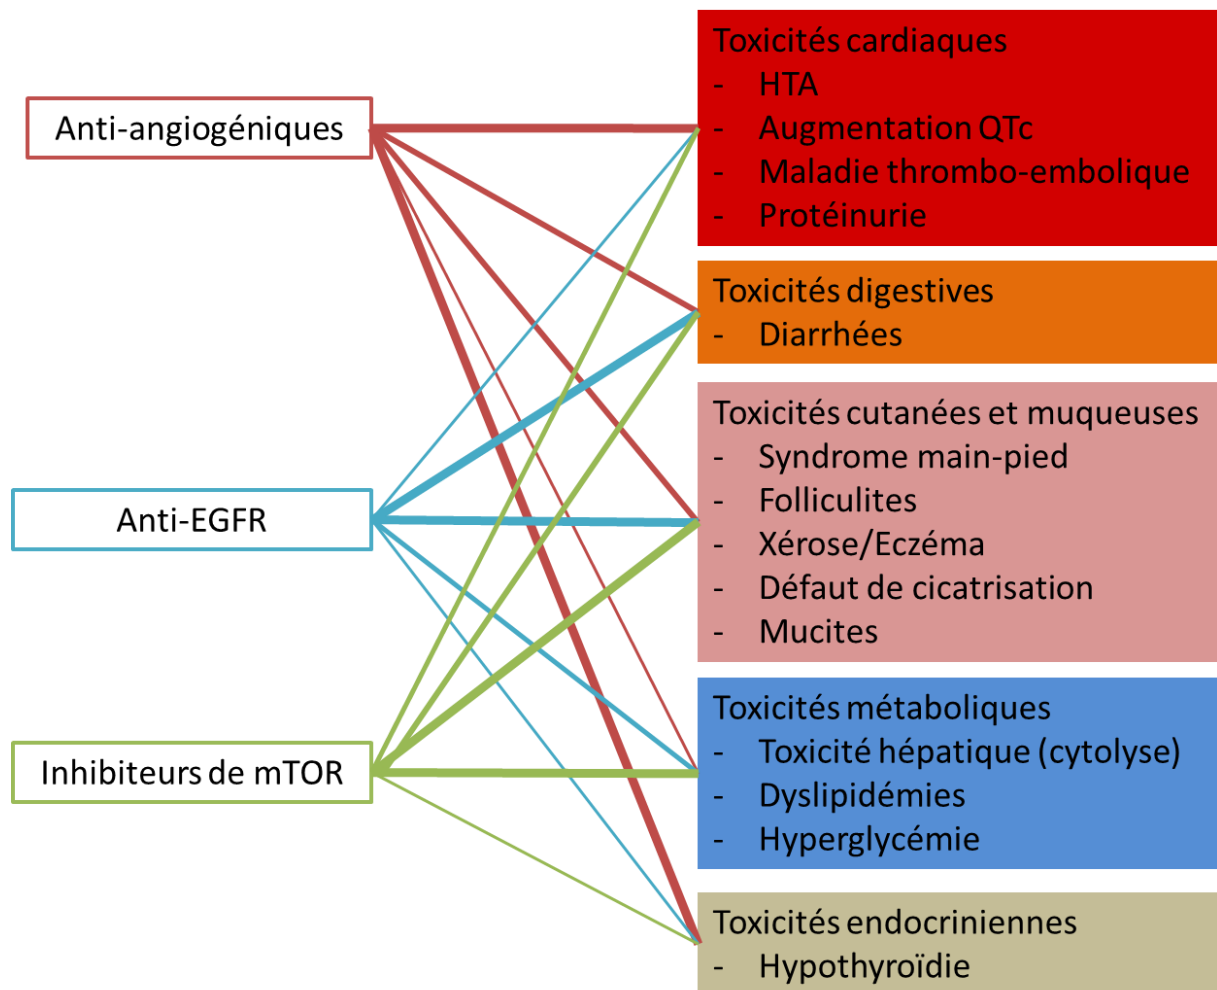 Anti-angiogéniques
Anti-EGFR
Inhibiteurs de mTOR
Toxicités cardiaques
- HTA
- Augmentation QTc
- Maladie thrombo-embolique
- Protéinurie
Toxicités digestives
- Diarrhées
Toxicités cutanées et muqueuses
- Syndrome main-pied
- Folliculites
- Xérose/Eczéma
- Défaut de cicatrisation
- Mucites
Toxicités métaboliques
- Toxicité hépatique (cytolyse)
- Dyslipidémies
- Hyperglycémie
Toxicités endocriniennes
- Hypothyroïdie